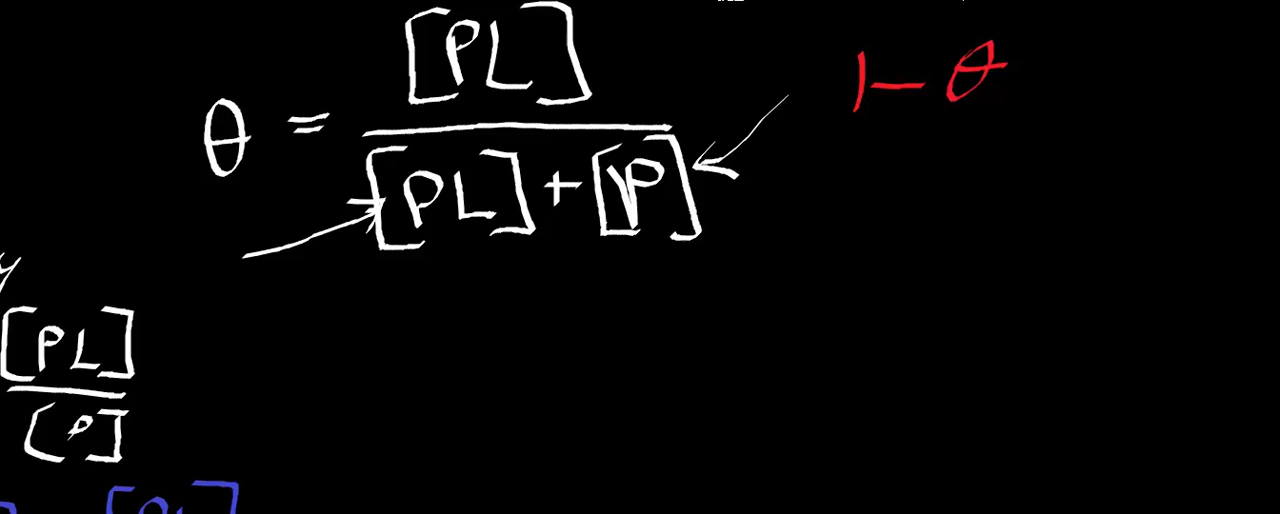 θ = [PL] / [PL] + [P]
1 - θ
[PL] / [P]